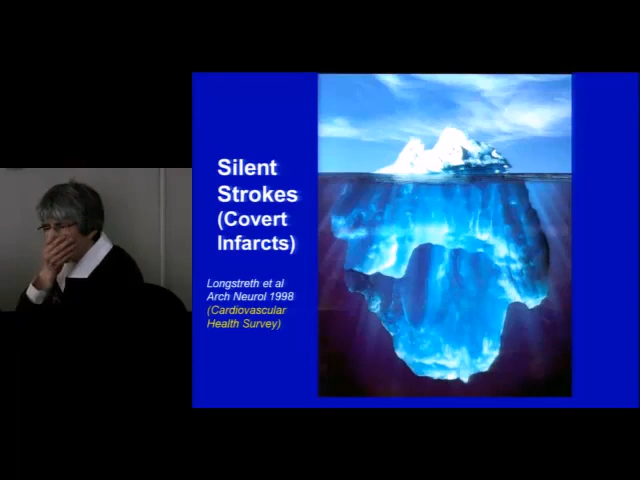 Silent
Strokes
(Covert
Infarcts)
Longstreth et al
Arch Neurol 1998
(Cardiovascular
Health Survey)